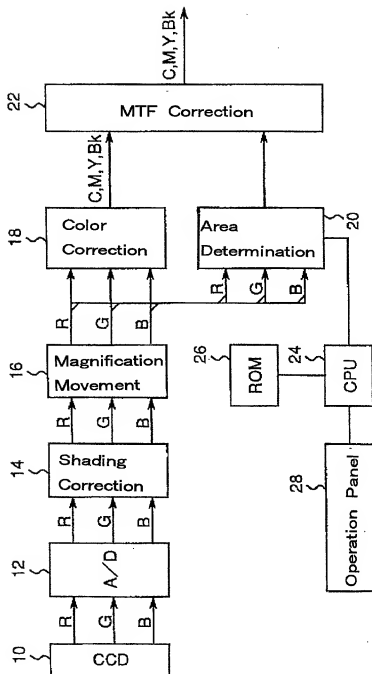 10
CCD
R
G
B
12
A/D
R
G
B
14
Shading
Correction
R
G
B
16
Magnification
Movement
R
G
B
18
Color
Correction
C,M,Y,Bk
R
G
B
20
Area
Determination
22
MTF Correction
C,M,Y,Bk
26
ROM
24
CPU
28
Operation Panel